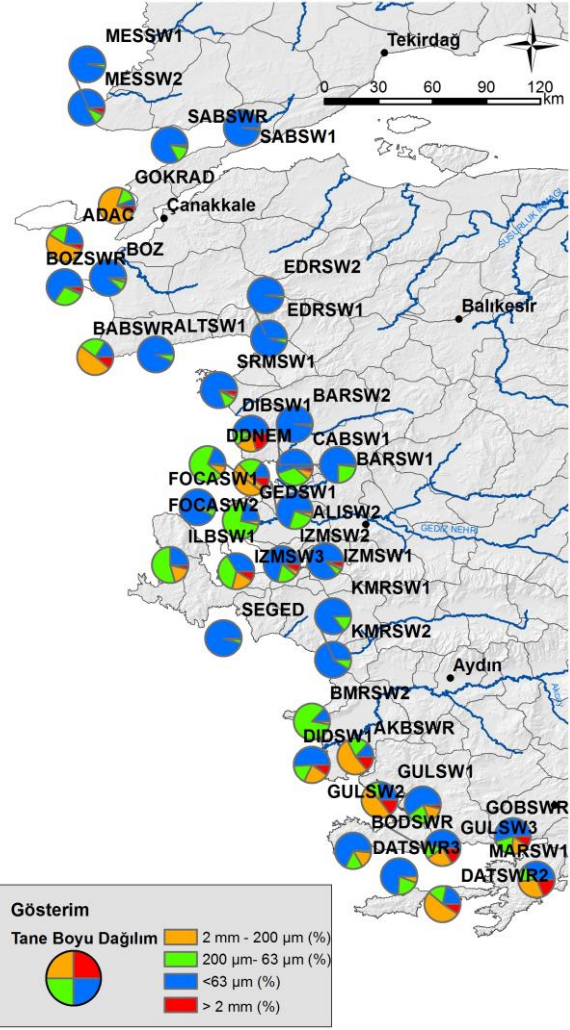 MESSW1
N
Tekirdağ
MESSW2
0 30 60 90 120
km
SABSWR
SABSW1
GOKRAD
Çanakkale
ADAC
SUSURLUK IRMAĞI
BOZ
BOZSWR
EDRSW2
EDRSW1
Balıkesir
BABSWR
ALTSW1
SRMSW1
BARSW2
DIBSW1
DDNEM
CABSW1
BARSW1
FOCASW1
GEDSW1
FOCASW2
ALISW2
GEDİZ NEHRİ
ILBSW1
IZMSW2
IZMSW3
IZMSW1
KMRSW1
SEGED
KMRSW2
Aydın
BMRSW2
AKBSWR
DIDSW1
GULSW1
GULSW2
GOBSWR
BODSWR
GULSW3
DATSWR3
MARSW1
DATSWR2
Gösterim
Tane Boyu Dağılım
2 mm - 200 µm (%)
200 µm- 63 µm (%)
<63 µm (%)
> 2 mm (%)